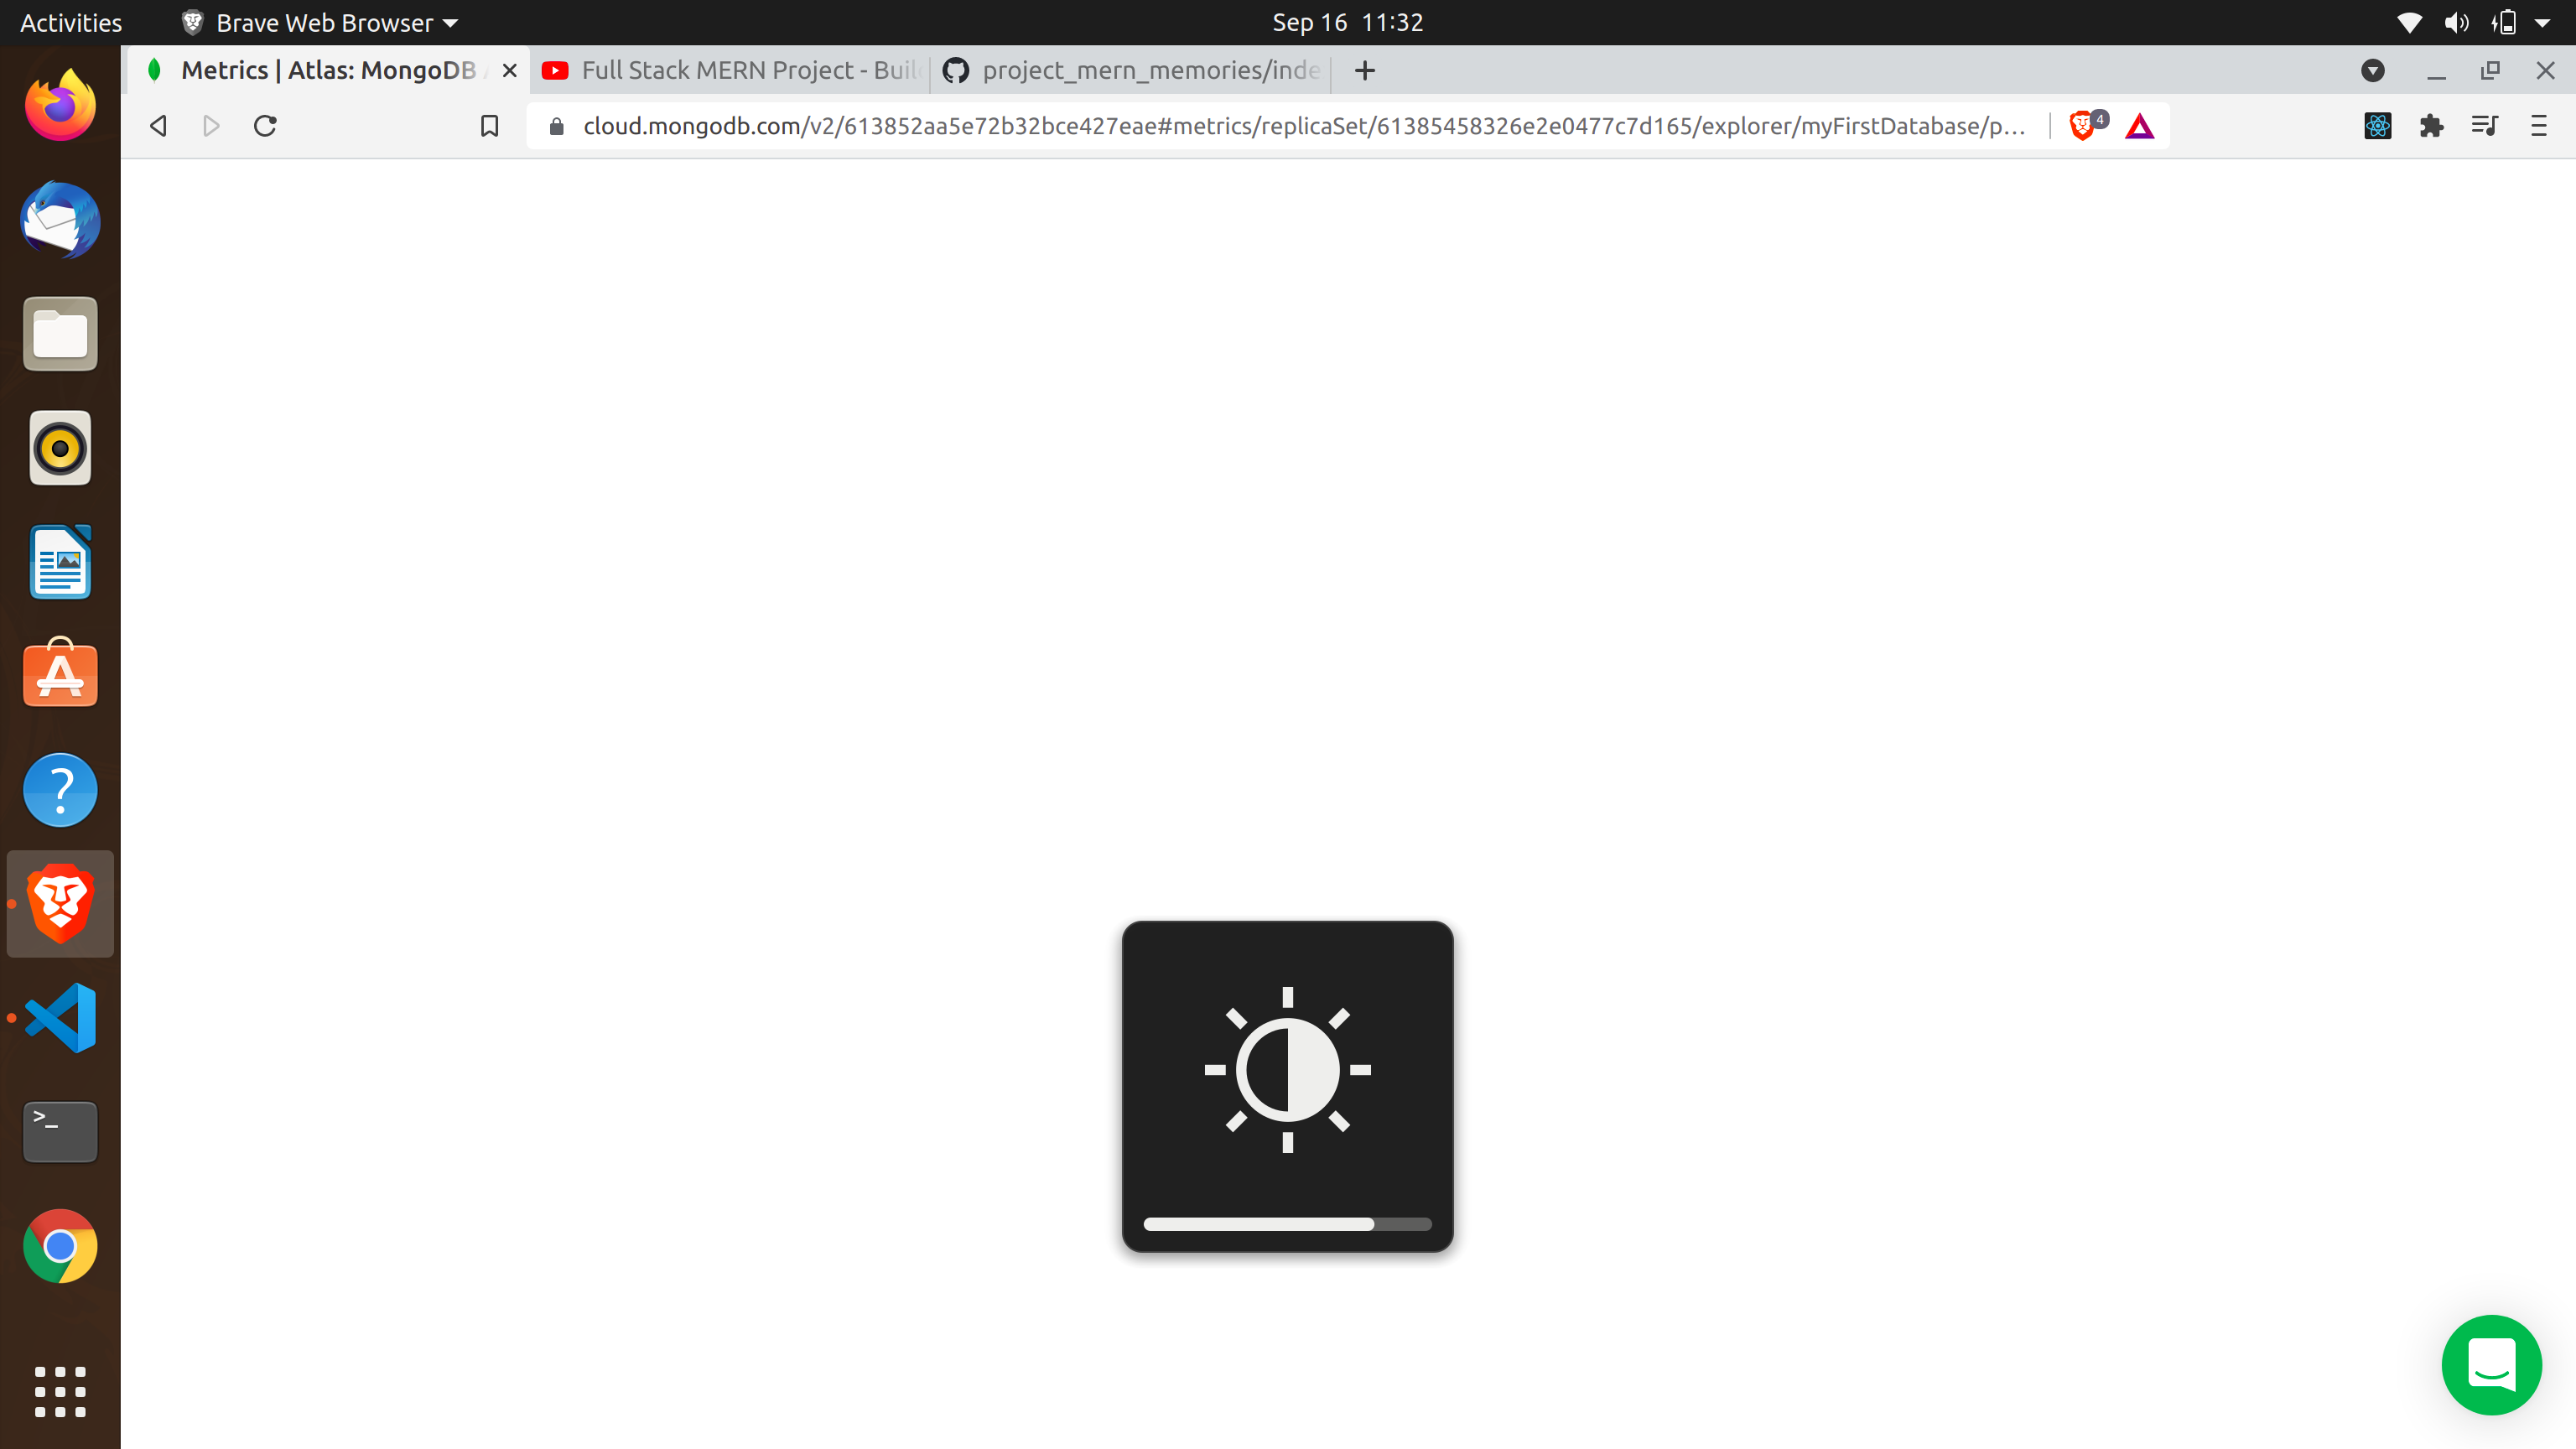 Activities
Brave Web Browser
Sep 16 11:32
Metrics | Atlas: MongoDB
Full Stack MERN Project - Buil
project_mern_memories/inde
cloud.mongodb.com/v2/613852aa5e72b32bce427eae#metrics/replicaSet/61385458326e2e0477c7d165/explorer/myFirstDatabase/p...
4
>_